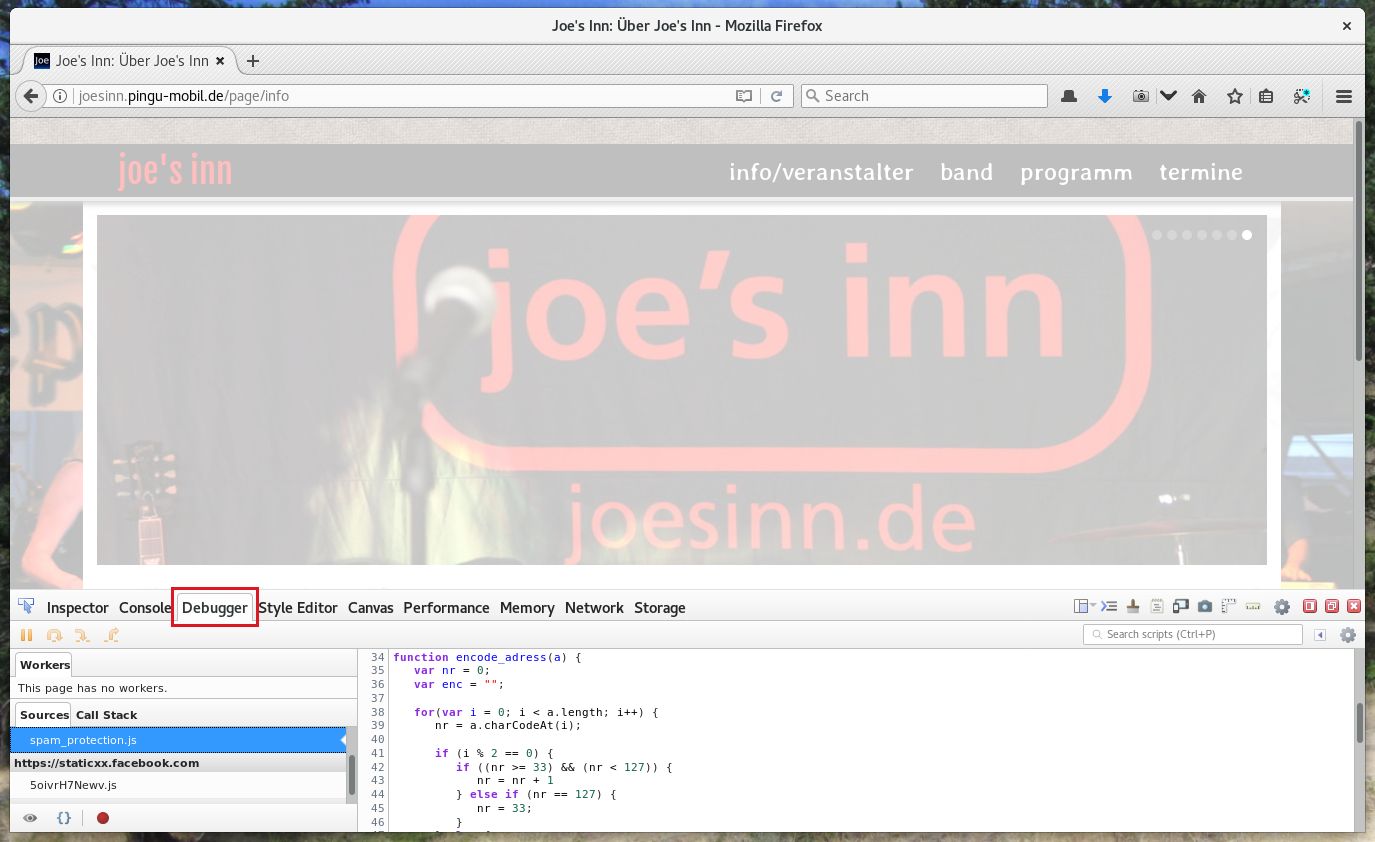 Joe's Inn: Über Joe's Inn - Mozilla Firefox
Joe Joe's Inn: Über Joe's Inn
joesinn.pingu-mobil.de/page/info
Search
joe's inn
info/veranstalter band programm termine
joe's inn
joesinn.de
Inspector Console Debugger Style Editor Canvas Performance Memory Network Storage
Search scripts (Ctrl+P)
Workers
This page has no workers.
Sources Call Stack
spam_protection.js
https://staticxx.facebook.com
5oivrH7Newv.js
34 function encode_adress(a) {
35 var nr = 0;
36 var enc = "";
37
38 for(var i = 0; i < a.length; i++) {
39 nr = a.charCodeAt(i);
40
41 if (i % 2 == 0) {
42 if ((nr >= 33) && (nr < 127)) {
43 nr = nr + 1
44 } else if (nr == 127) {
45 nr = 33;
46 }